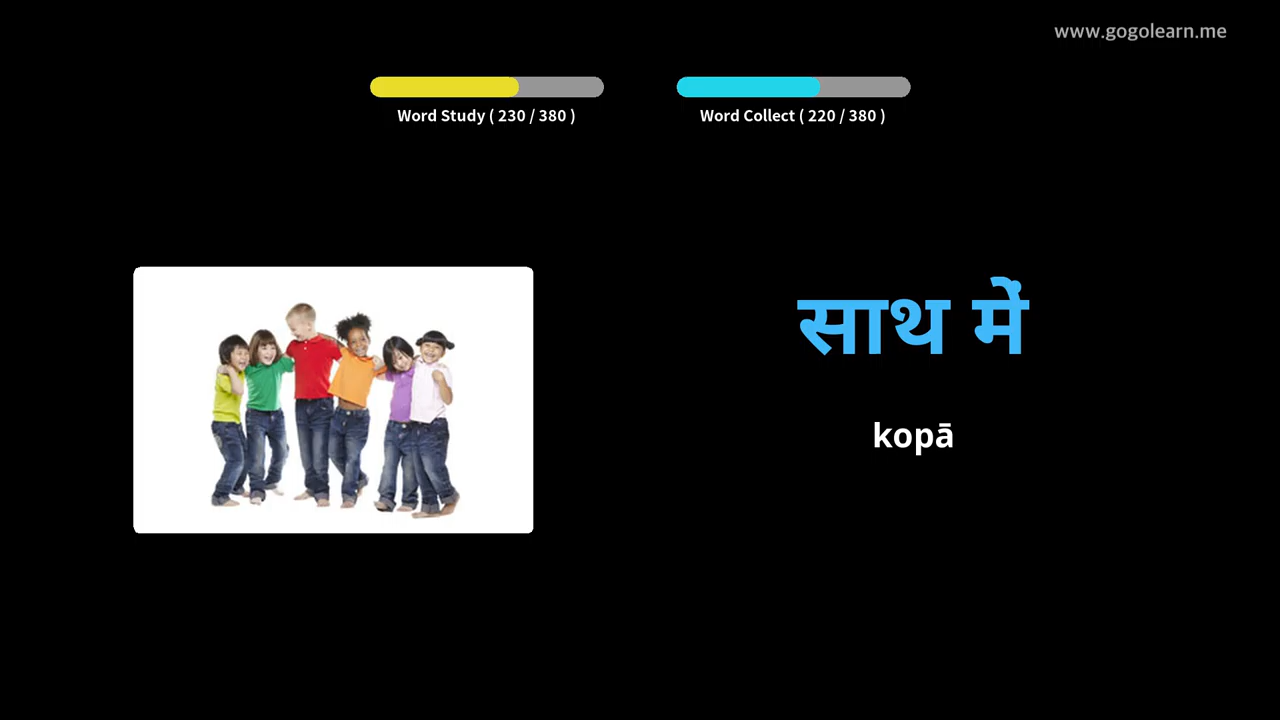 www.gogolearn.me
Word Study ( 230 / 380 )
Word Collect ( 220 / 380 )
साथ में
kopā